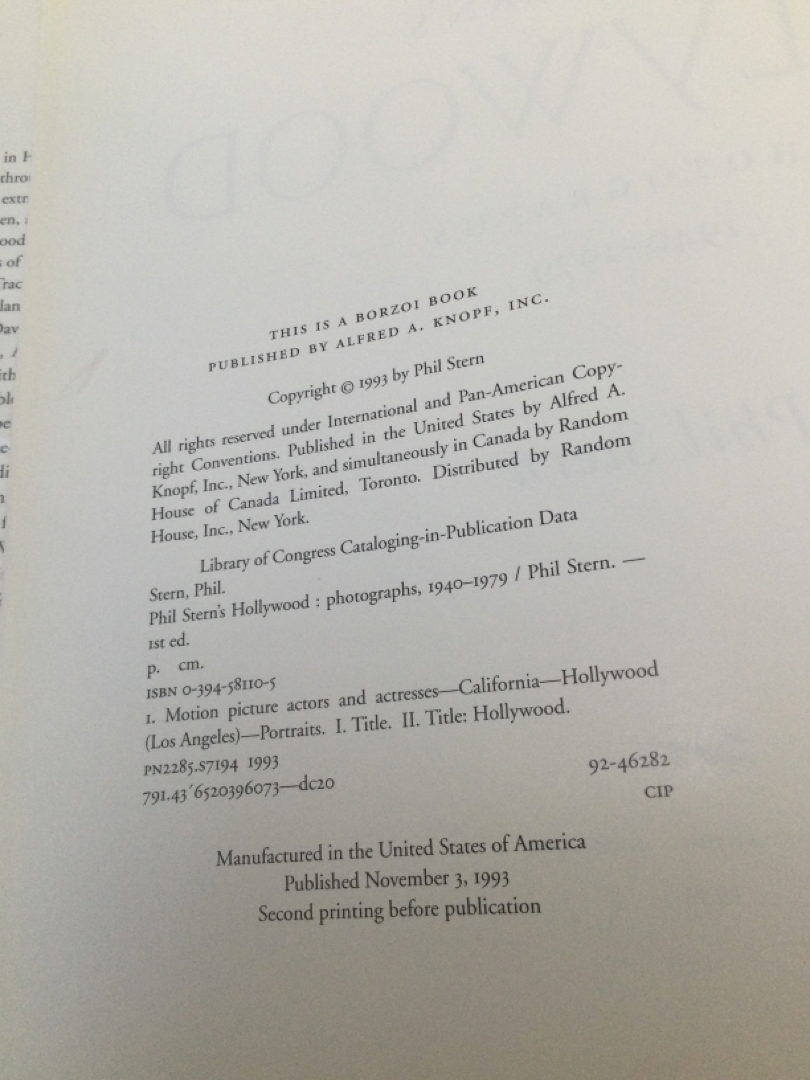 THIS IS A BORZOI BOOK
PUBLISHED BY ALFRED A. KNOPF, INC.
Copyright © 1993 by Phil Stern
All rights reserved under International and Pan-American Copy-
right Conventions. Published in the United States by Alfred A.
Knopf, Inc., New York, and simultaneously in Canada by Random
House of Canada Limited, Toronto. Distributed by Random
House, Inc., New York.
Library of Congress Cataloging-in-Publication Data
Stern, Phil.
Phil Stern's Hollywood : photographs, 1940–1979 / Phil Stern. —
1st ed.
p. cm.
ISBN 0-394-58110-5
1. Motion picture actors and actresses—California—Hollywood
(Los Angeles)—Portraits. I. Title. II. Title: Hollywood.
PN2285.S7194 1993
791.43´6520396073—dc20
92-46282
CIP
Manufactured in the United States of America
Published November 3, 1993
Second printing before publication